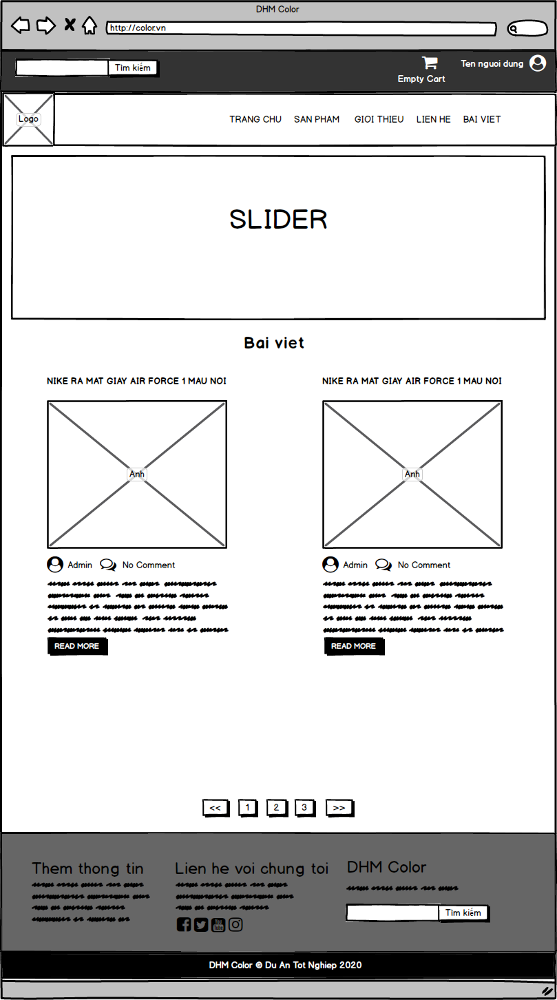 DHM Color
http://color.vn
Tìm kiếm
Ten nguoi dung
Empty Cart
Logo
TRANG CHU SAN PHAM GIOI THIEU LIEN HE BAI VIET
SLIDER
Bai viet
NIKE RA MAT GIAY AIR FORCE 1 MAU NOI
Anh
Admin No Comment
READ MORE
NIKE RA MAT GIAY AIR FORCE 1 MAU NOI
Anh
Admin No Comment
READ MORE
<< 1 2 3 >>
Them thong tin
Lien he voi chung toi
You Tube
DHM Color
Tìm kiếm
DHM Color © Du An Tot Nghiep 2020